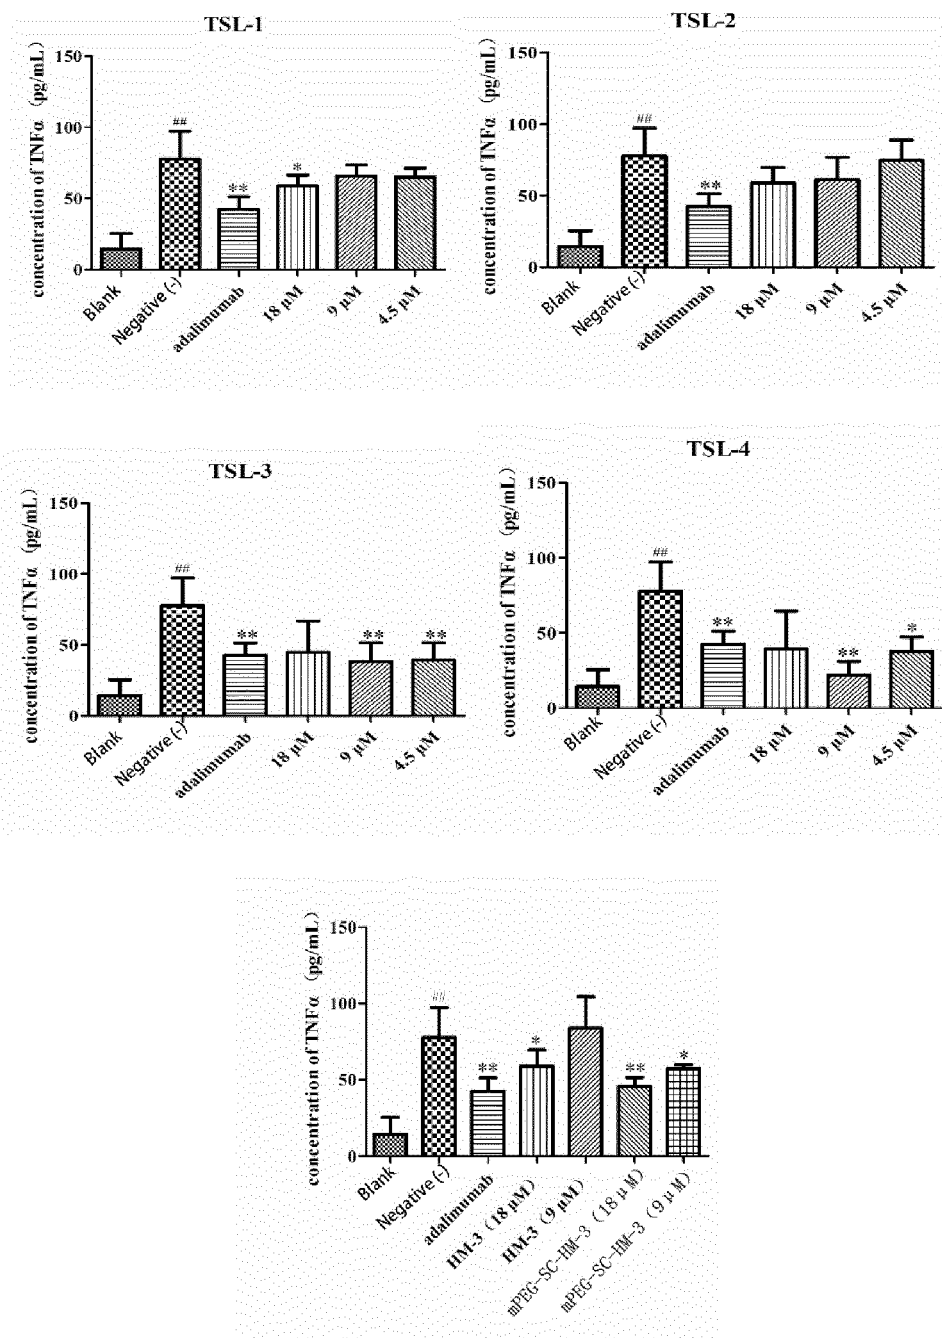 TSL-1
concentration of TNFα (pg/mL)
150
100
50
0
##
**
*
Blank
Negative (-)
adalimumab
18 μM
9 μM
4.5 μM
TSL-2
concentration of TNFα (pg/mL)
150
100
50
0
##
**
Blank
Negative (-)
adalimumab
18 μM
9 μM
4.5 μM
TSL-3
concentration of TNFα (pg/mL)
150
100
50
0
##
**
**
**
Blank
Negative (-)
adalimumab
18 μM
9 μM
4.5 μM
TSL-4
concentration of TNFα (pg/mL)
150
100
50
0
##
**
**
*
Blank
Negative (-)
adalimumab
18 μM
9 μM
4.5 μM
concentration of TNFα (pg/mL)
150
100
50
0
##
**
*
**
*
Blank
Negative (-)
adalimumab
HM-3 (18 μM)
HM-3 (9 μM)
mPEG-SC-HM-3 (18 μM)
mPEG-SC-HM-3 (9 μM)